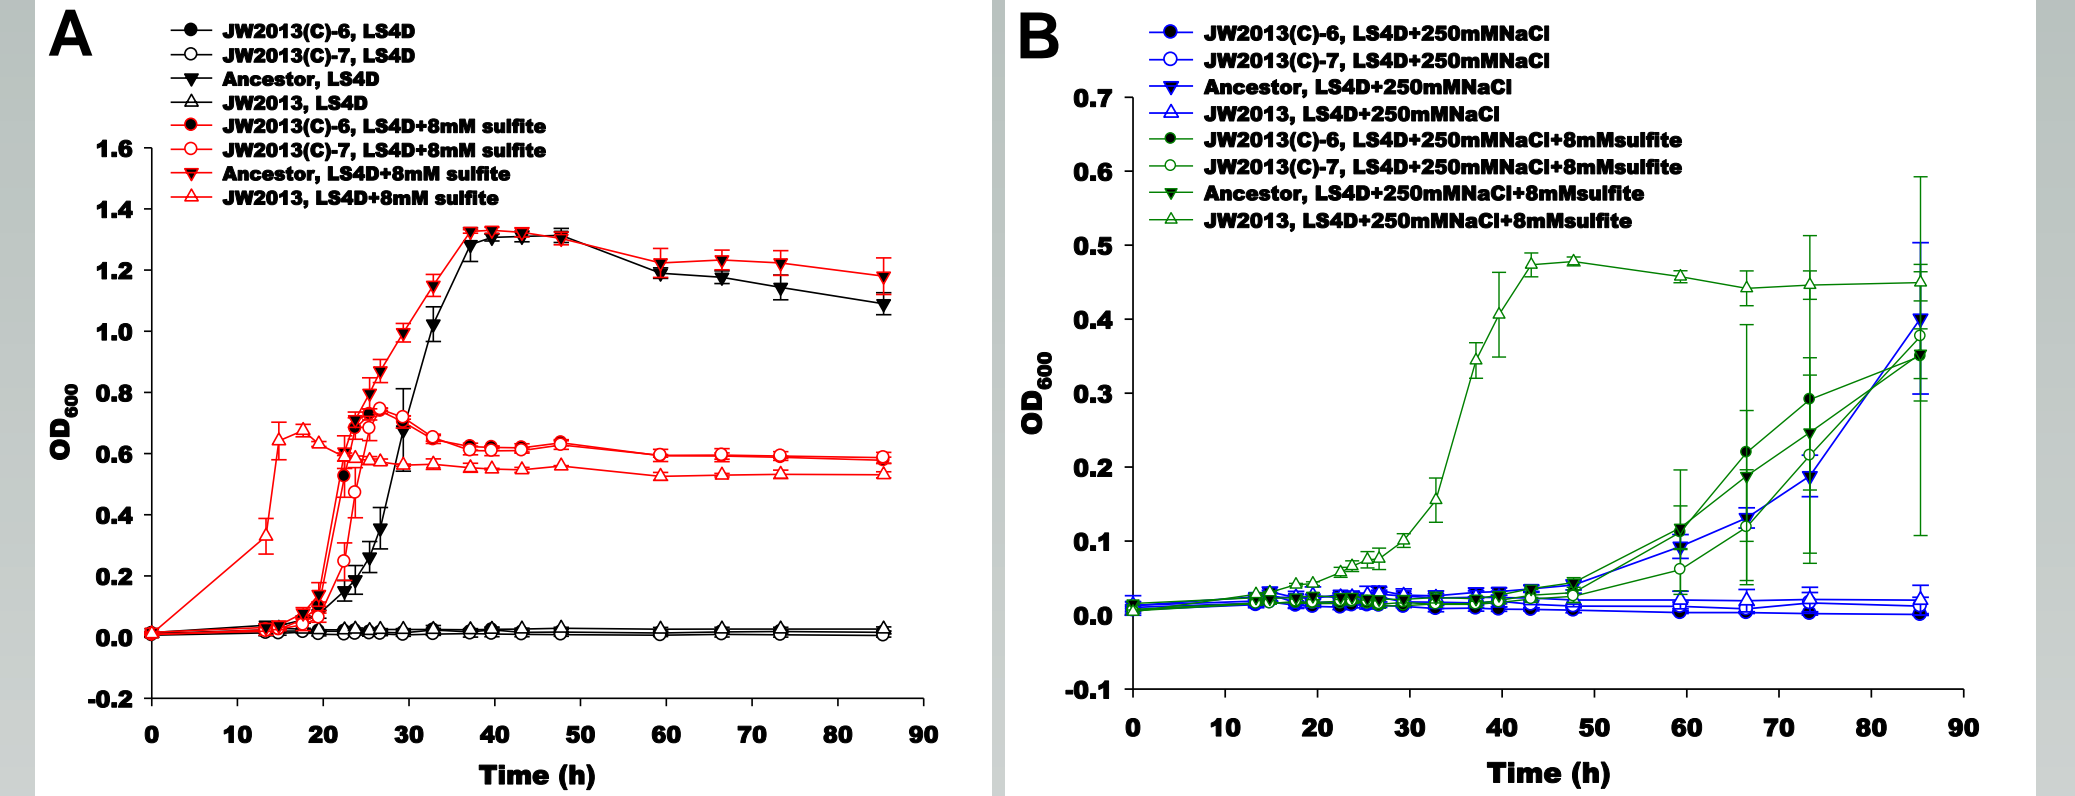 A
JW2013(C)-6, LS4D
JW2013(C)-7, LS4D
Ancestor, LS4D
JW2013, LS4D
JW2013(C)-6, LS4D+8mM sulfite
JW2013(C)-7, LS4D+8mM sulfite
Ancestor, LS4D+8mM sulfite
JW2013, LS4D+8mM sulfite
1.6
1.4
1.2
1.0
0.8
0.6
0.4
0.2
0.0
-0.2
OD600
0 10 20 30 40 50 60 70 80 90
Time (h)
B
JW2013(C)-6, LS4D+250mMNaCl
JW2013(C)-7, LS4D+250mMNaCl
Ancestor, LS4D+250mMNaCl
JW2013, LS4D+250mMNaCl
JW2013(C)-6, LS4D+250mMNaCl+8mMsulfite
JW2013(C)-7, LS4D+250mMNaCl+8mMsulfite
Ancestor, LS4D+250mMNaCl+8mMsulfite
JW2013, LS4D+250mMNaCl+8mMsulfite
0.7
0.6
0.5
0.4
0.3
0.2
0.1
0.0
-0.1
OD600
0 10 20 30 40 50 60 70 80 90
Time (h)